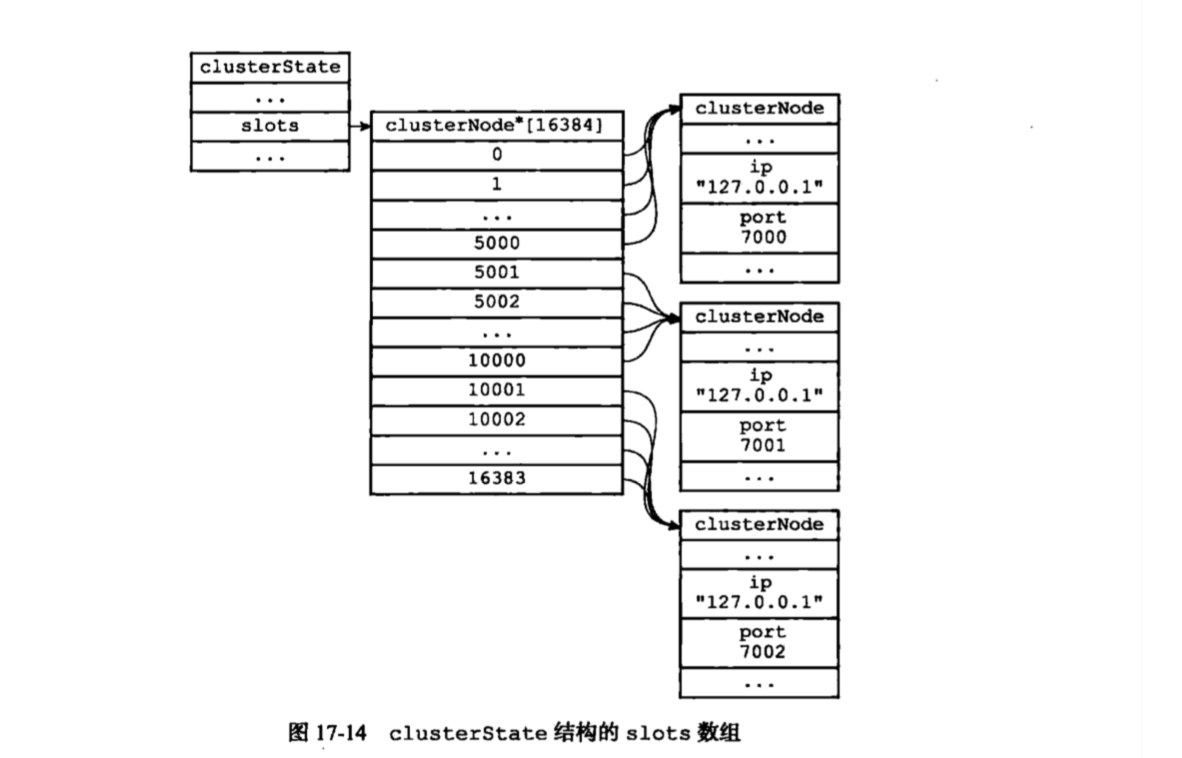 clusterState
...
slots
...
clusterNode*[16384]
0
1
...
5000
5001
5002
...
10000
10001
10002
...
16383
clusterNode
...
ip
"127.0.0.1"
port
7000
...
clusterNode
...
ip
"127.0.0.1"
port
7001
...
clusterNode
...
ip
"127.0.0.1"
port
7002
...
图 17-14 clusterState 结构的 slots 数组